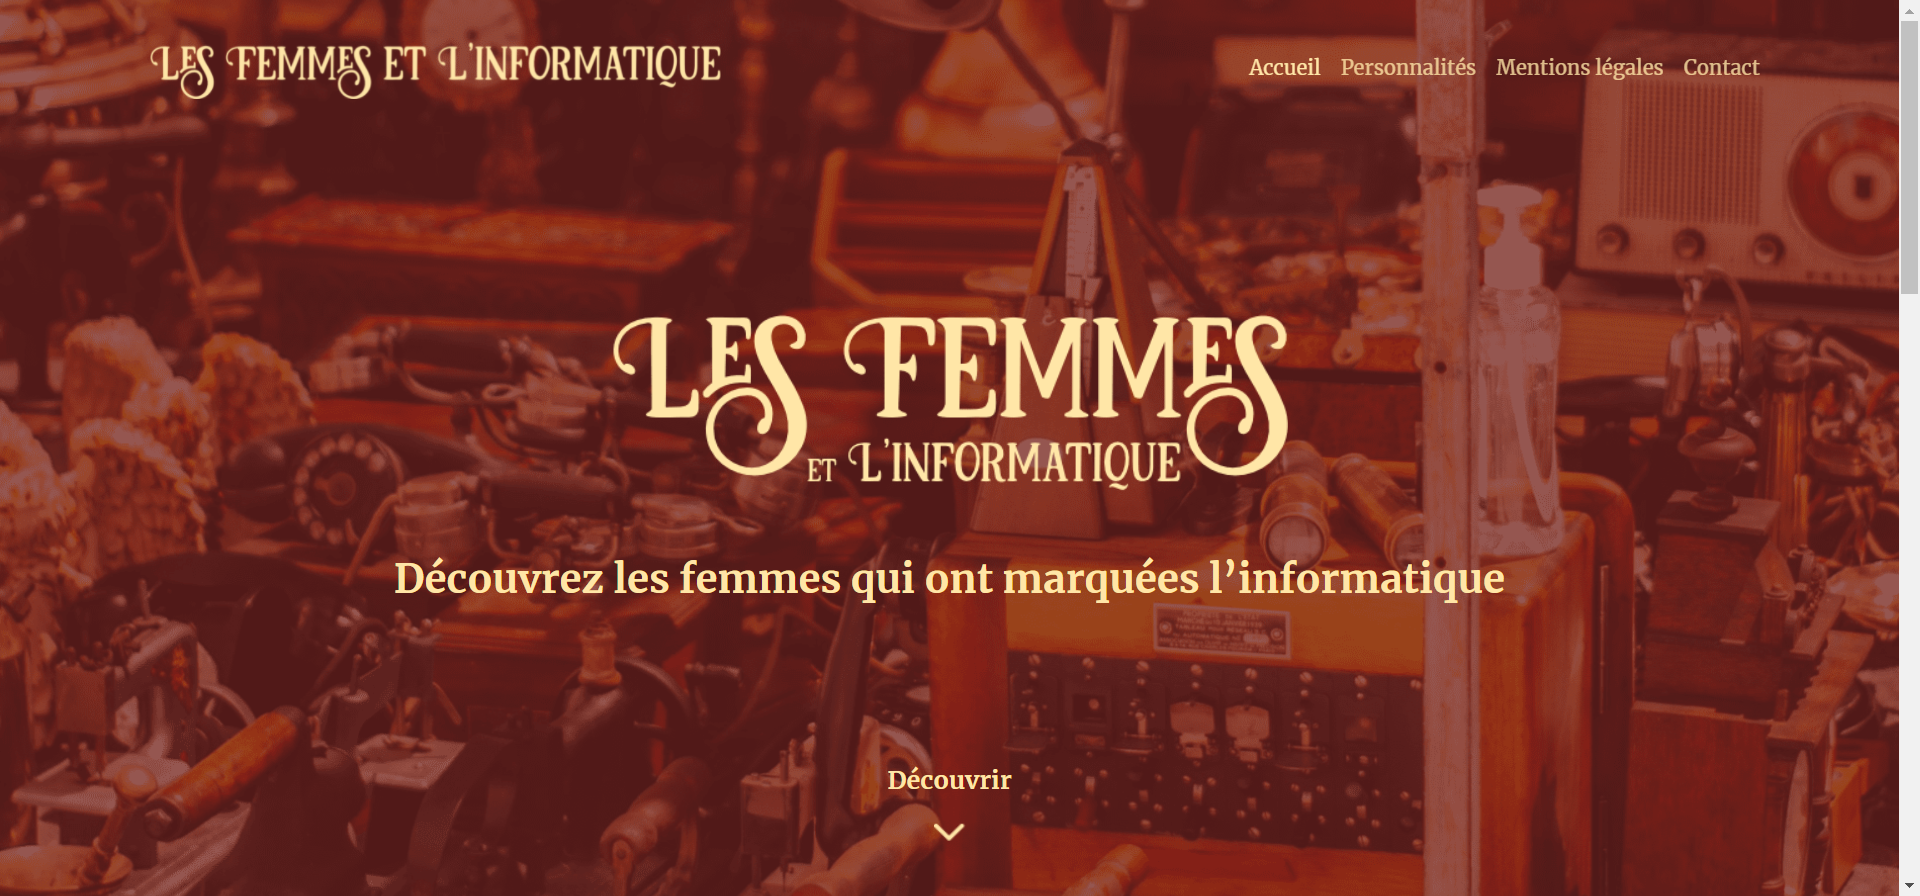 Les Femmes et L'informatique
Accueil Personnalités Mentions légales Contact
Les Femmes
et L'informatique
Découvrez les femmes qui ont marquées l’informatique
Découvrir